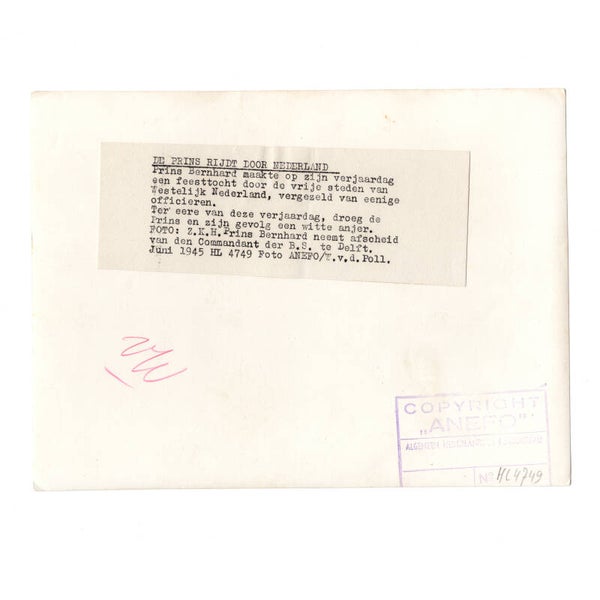 DE PRINS RIJDT DOOR NEDERLAND
Prins Bernhard maakte op zijn verjaardag
een feesttocht door de vrije steden van
Westelijk Nederland, vergezeld van eenige
officieren.
Ter eere van deze verjaardag, droeg de
Prins en zijn gevolg een witte anjer.
FOTO: Z.K.H.Prins Bernhard neemt afscheid
van den Commandant der B.S. te Delft.
Juni 1945 HL 4749 Foto ANEFO/T.v.d.Poll.
COPYRIGHT
„ANEFO"
ALGEMEEN
No HL4749